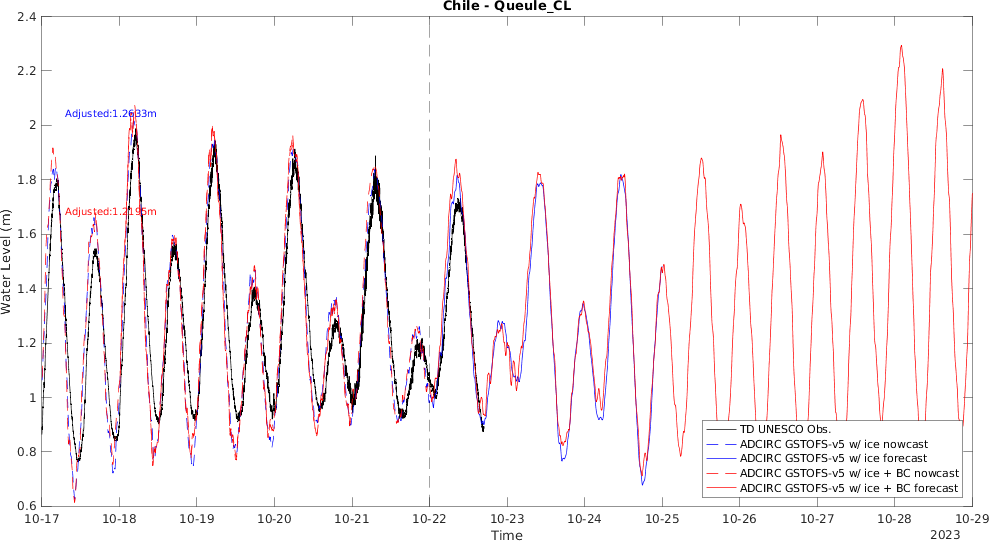 Chile - Queule_CL
2.4
2.2
2
1.8
1.6
1.4
1.2
1
0.8
0.6
Water Level (m)
Adjusted:1.2633m
Adjusted:1.2195m
TD UNESCO Obs.
ADCIRC GSTOFS-v5 w/ ice nowcast
ADCIRC GSTOFS-v5 w/ ice forecast
ADCIRC GSTOFS-v5 w/ ice + BC nowcast
ADCIRC GSTOFS-v5 w/ ice + BC forecast
10-17 10-18 10-19 10-20 10-21 10-22 10-23 10-24 10-25 10-26 10-27 10-28 10-29
Time
2023